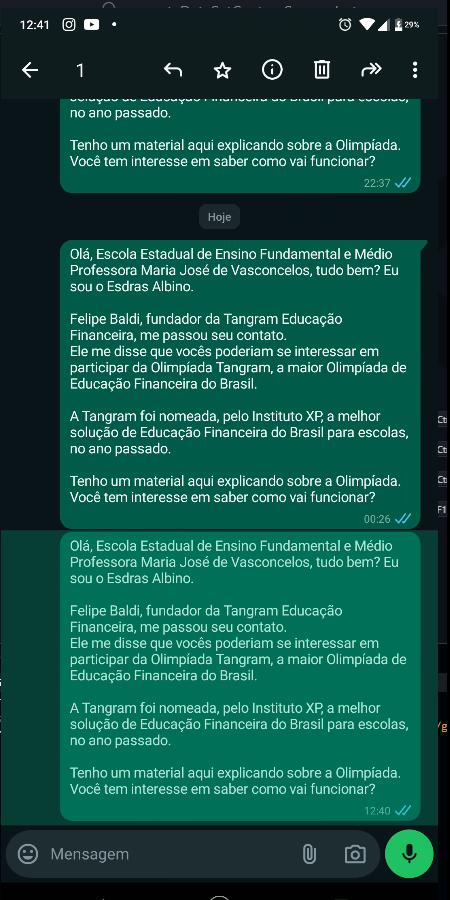 12:41
29%
1
no ano passado.
Tenho um material aqui explicando sobre a Olimpíada.
Você tem interesse em saber como vai funcionar?
22:37
Hoje
Olá, Escola Estadual de Ensino Fundamental e Médio
Professora Maria José de Vasconcelos, tudo bem? Eu
sou o Esdras Albino.
Felipe Baldi, fundador da Tangram Educação
Financeira, me passou seu contato.
Ele me disse que vocês poderiam se interessar em
participar da Olimpíada Tangram, a maior Olimpíada de
Educação Financeira do Brasil.
A Tangram foi nomeada, pelo Instituto XP, a melhor
solução de Educação Financeira do Brasil para escolas,
no ano passado.
Tenho um material aqui explicando sobre a Olimpíada.
Você tem interesse em saber como vai funcionar?
00:26
Olá, Escola Estadual de Ensino Fundamental e Médio
Professora Maria José de Vasconcelos, tudo bem? Eu
sou o Esdras Albino.
Felipe Baldi, fundador da Tangram Educação
Financeira, me passou seu contato.
Ele me disse que vocês poderiam se interessar em
participar da Olimpíada Tangram, a maior Olimpíada de
Educação Financeira do Brasil.
A Tangram foi nomeada, pelo Instituto XP, a melhor
solução de Educação Financeira do Brasil para escolas,
no ano passado.
Tenho um material aqui explicando sobre a Olimpíada.
Você tem interesse em saber como vai funcionar?
12:40
Mensagem